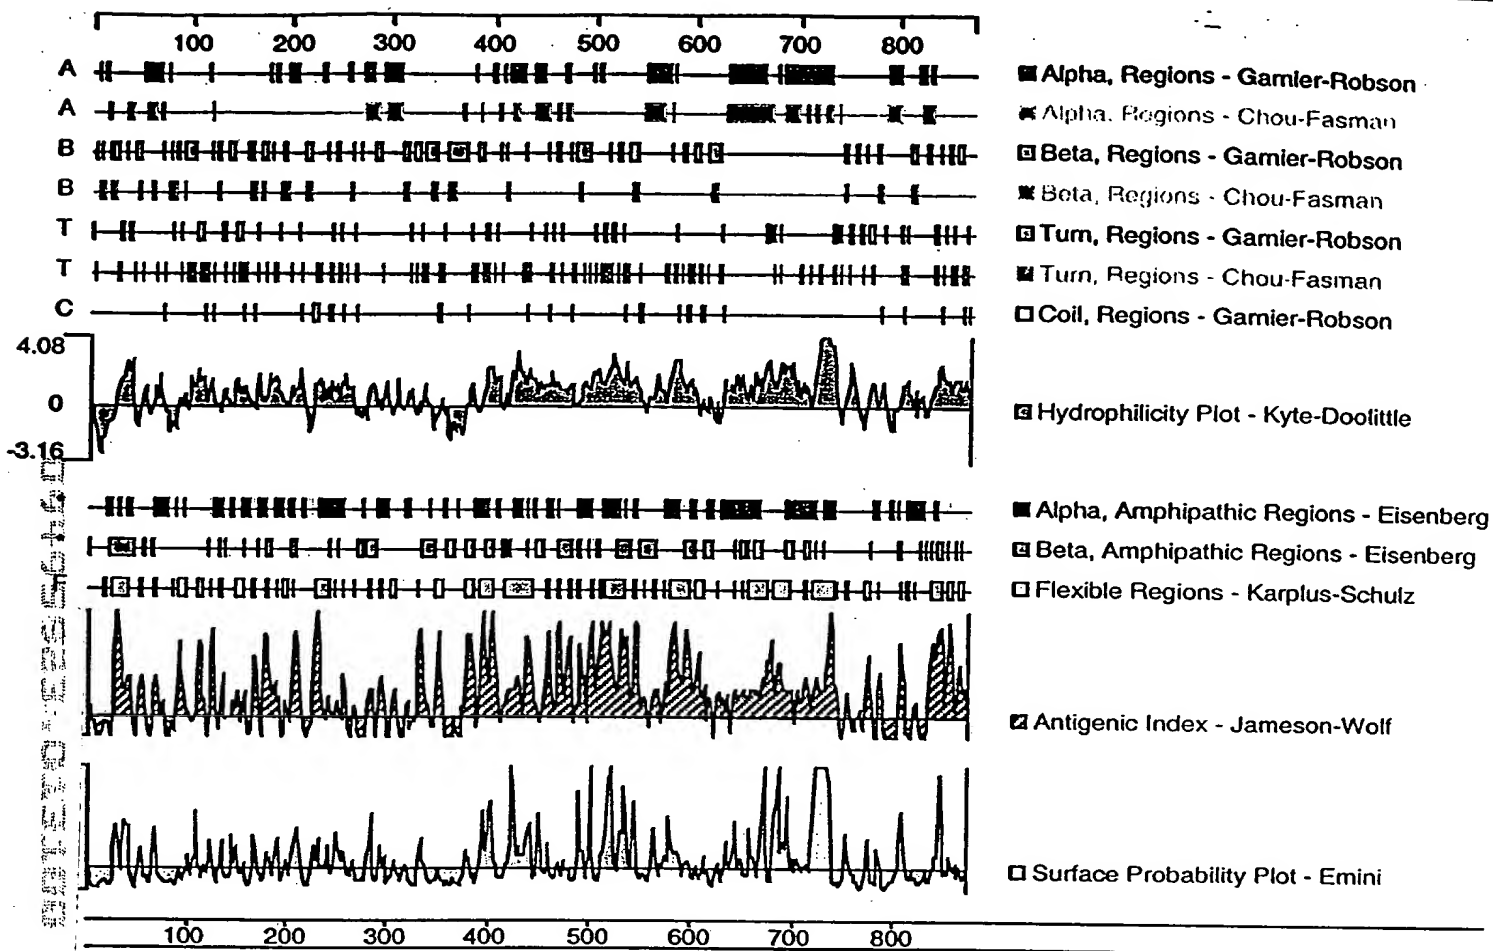 100 200 300 400 500 600 700 800
A Alpha, Regions - Garnier-Robson
A Alpha, Regions - Chou-Fasman
B Beta, Regions - Garnier-Robson
B Beta, Regions - Chou-Fasman
T Turn, Regions - Garnier-Robson
T Turn, Regions - Chou-Fasman
C Coil, Regions - Garnier-Robson
4.08
0
Hydrophilicity Plot - Kyte-Doolittle
-3.16
Alpha, Amphipathic Regions - Eisenberg
Beta, Amphipathic Regions - Eisenberg
F Flexible Regions - Karplus-Schulz
Antigenic Index - Jameson-Wolf
Surface Probability Plot - Emini
100 200 300 400 500 600 700 800